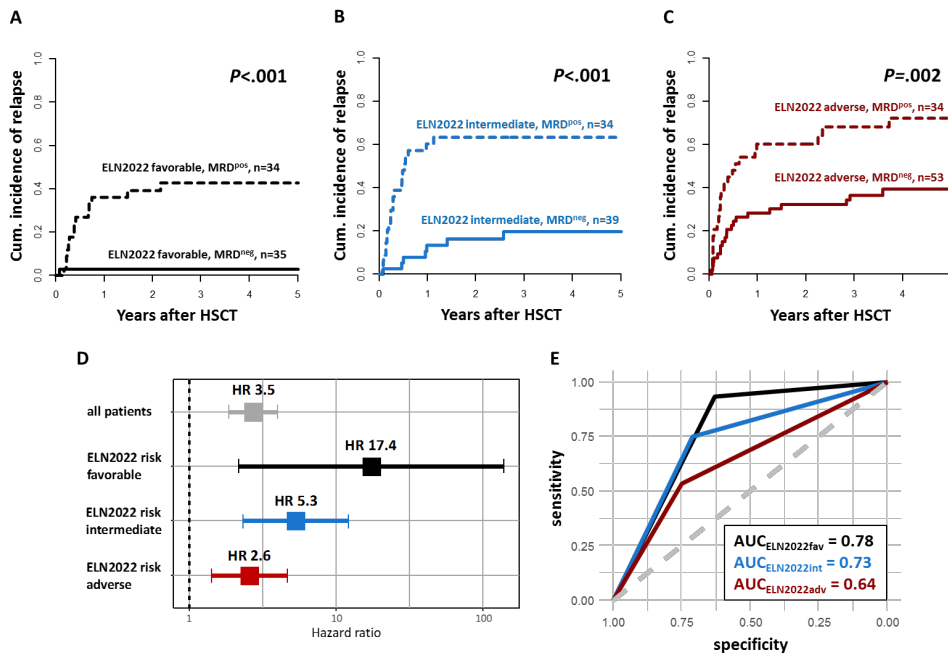 A
P<.001
Cum. incidence of relapse
1.0
0.8
0.6
0.4
0.2
0.0
ELN2022 favorable, MRDpos, n=34
ELN2022 favorable, MRDneg, n=35
0 1 2 3 4 5
Years after HSCT
B
P<.001
Cum. incidence of relapse
1.0
0.8
0.6
0.4
0.2
0.0
ELN2022 intermediate, MRDpos, n=34
ELN2022 intermediate, MRDneg, n=39
0 1 2 3 4 5
Years after HSCT
C
P=.002
Cum. incidence of relapse
1.0
0.8
0.6
0.4
0.2
0.0
ELN2022 adverse, MRDpos, n=34
ELN2022 adverse, MRDneg, n=53
0 1 2 3 4
Years after HSCT
D
all patients
HR 3.5
ELN2022 risk
favorable
HR 17.4
ELN2022 risk
intermediate
HR 5.3
ELN2022 risk
adverse
HR 2.6
1 10 100
Hazard ratio
E
sensitivity
1.00
0.75
0.50
0.25
0.00
AUCELN2022fav = 0.78
AUCELN2022int = 0.73
AUCELN2022adv = 0.64
1.00 0.75 0.50 0.25 0.00
specificity